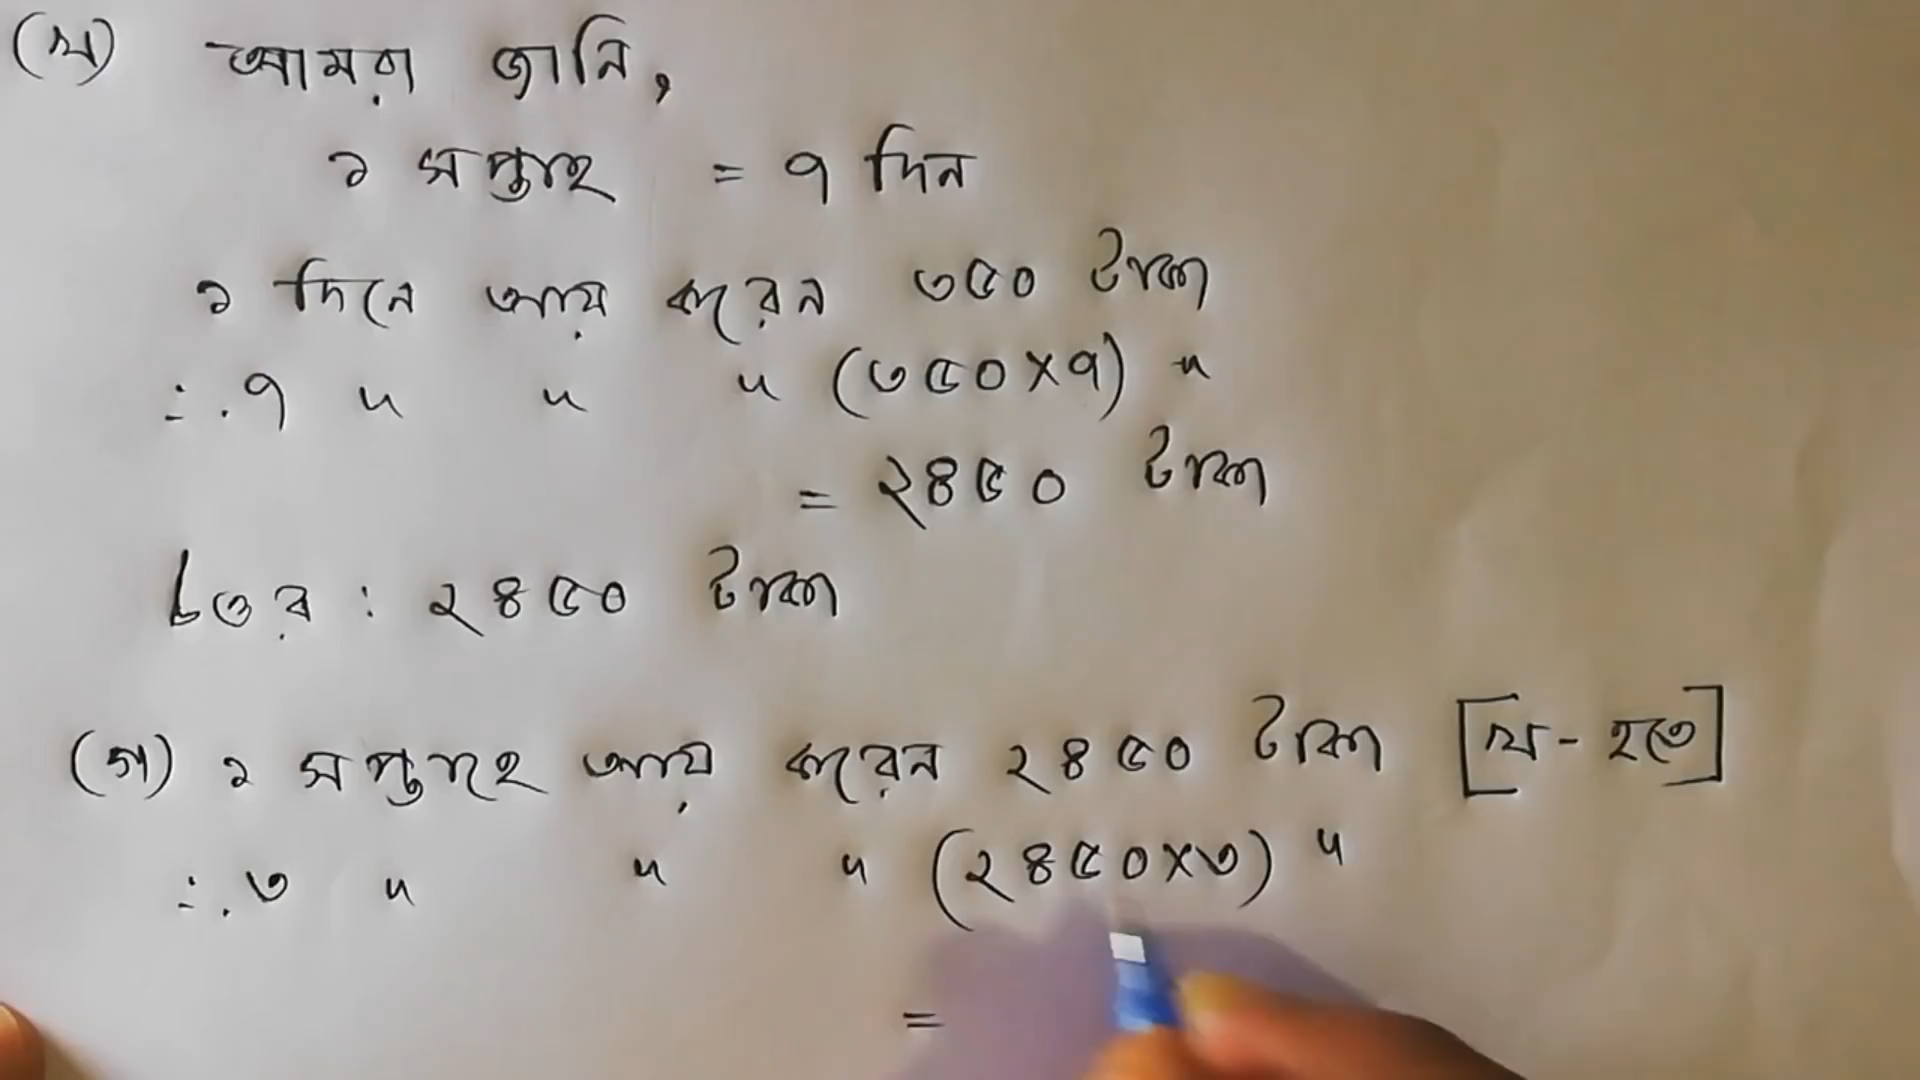 (খ) আমরা জানি,
১ সপ্তাহ = ৭ দিন
১ দিনে আয় করেন ৩৫০ টাকা
∴ ৭ " " " (৩৫০×৭) "
= ২৪৫০ টাকা
উত্তর : ২৪৫০ টাকা
(গ) ১ সপ্তাহে আয় করেন ২৪৫০ টাকা [খ - হতে]
∴ ৩ " " " (২৪৫০×৩) "
=